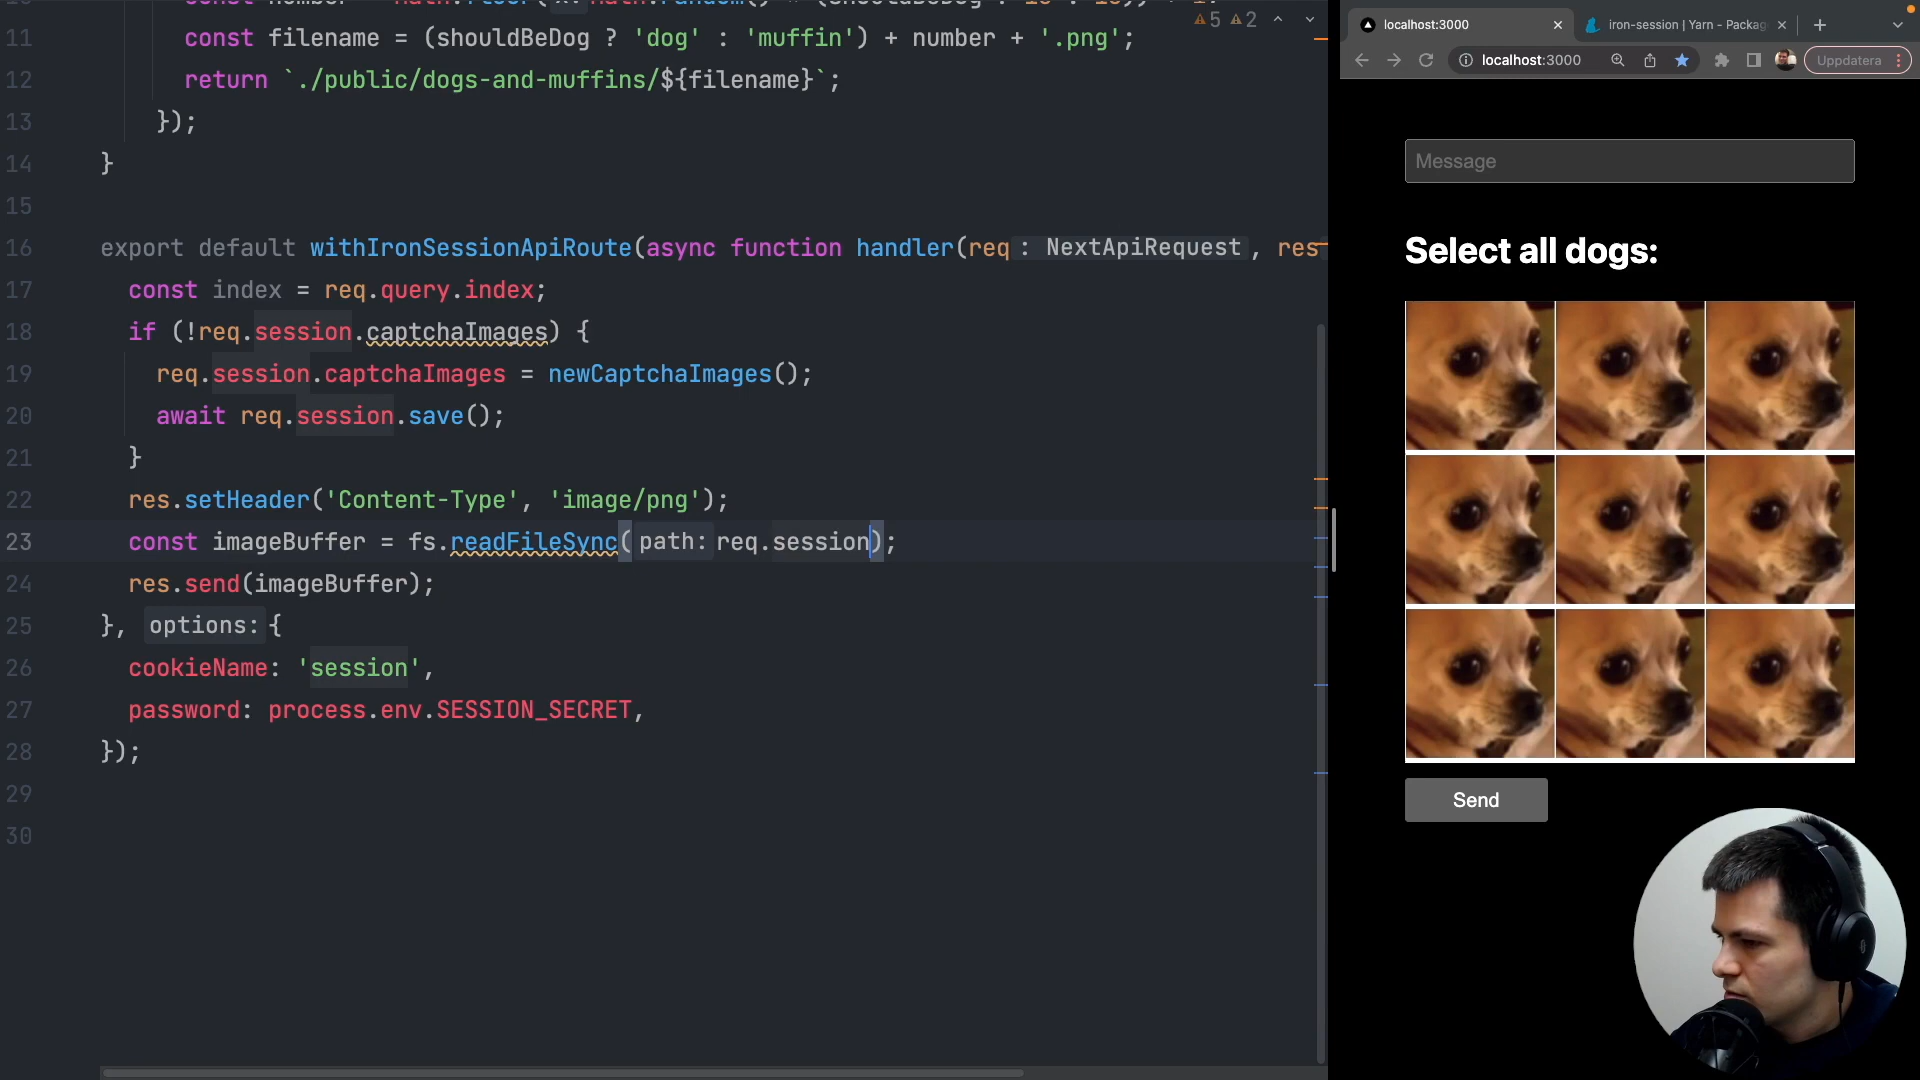 11 const filename = (shouldBeDog ? 'dog' : 'muffin') + number + '.png';
12 return `./public/dogs-and-muffins/${filename}`;
13 });
14 }
15
16 export default withIronSessionApiRoute(async function handler(req : NextApiRequest, res
17 const index = req.query.index;
18 if (!req.session.captchaImages) {
19 req.session.captchaImages = newCaptchaImages();
20 await req.session.save();
21 }
22 res.setHeader('Content-Type', 'image/png');
23 const imageBuffer = fs.readFileSync( path: req.session);
24 res.send(imageBuffer);
25 }, options: {
26 cookieName: 'session',
27 password: process.env.SESSION_SECRET,
28 });
29
30
5 2
localhost:3000
iron-session | Yarn - Packag
localhost:3000
Uppdatera
Message
Select all dogs:
Send